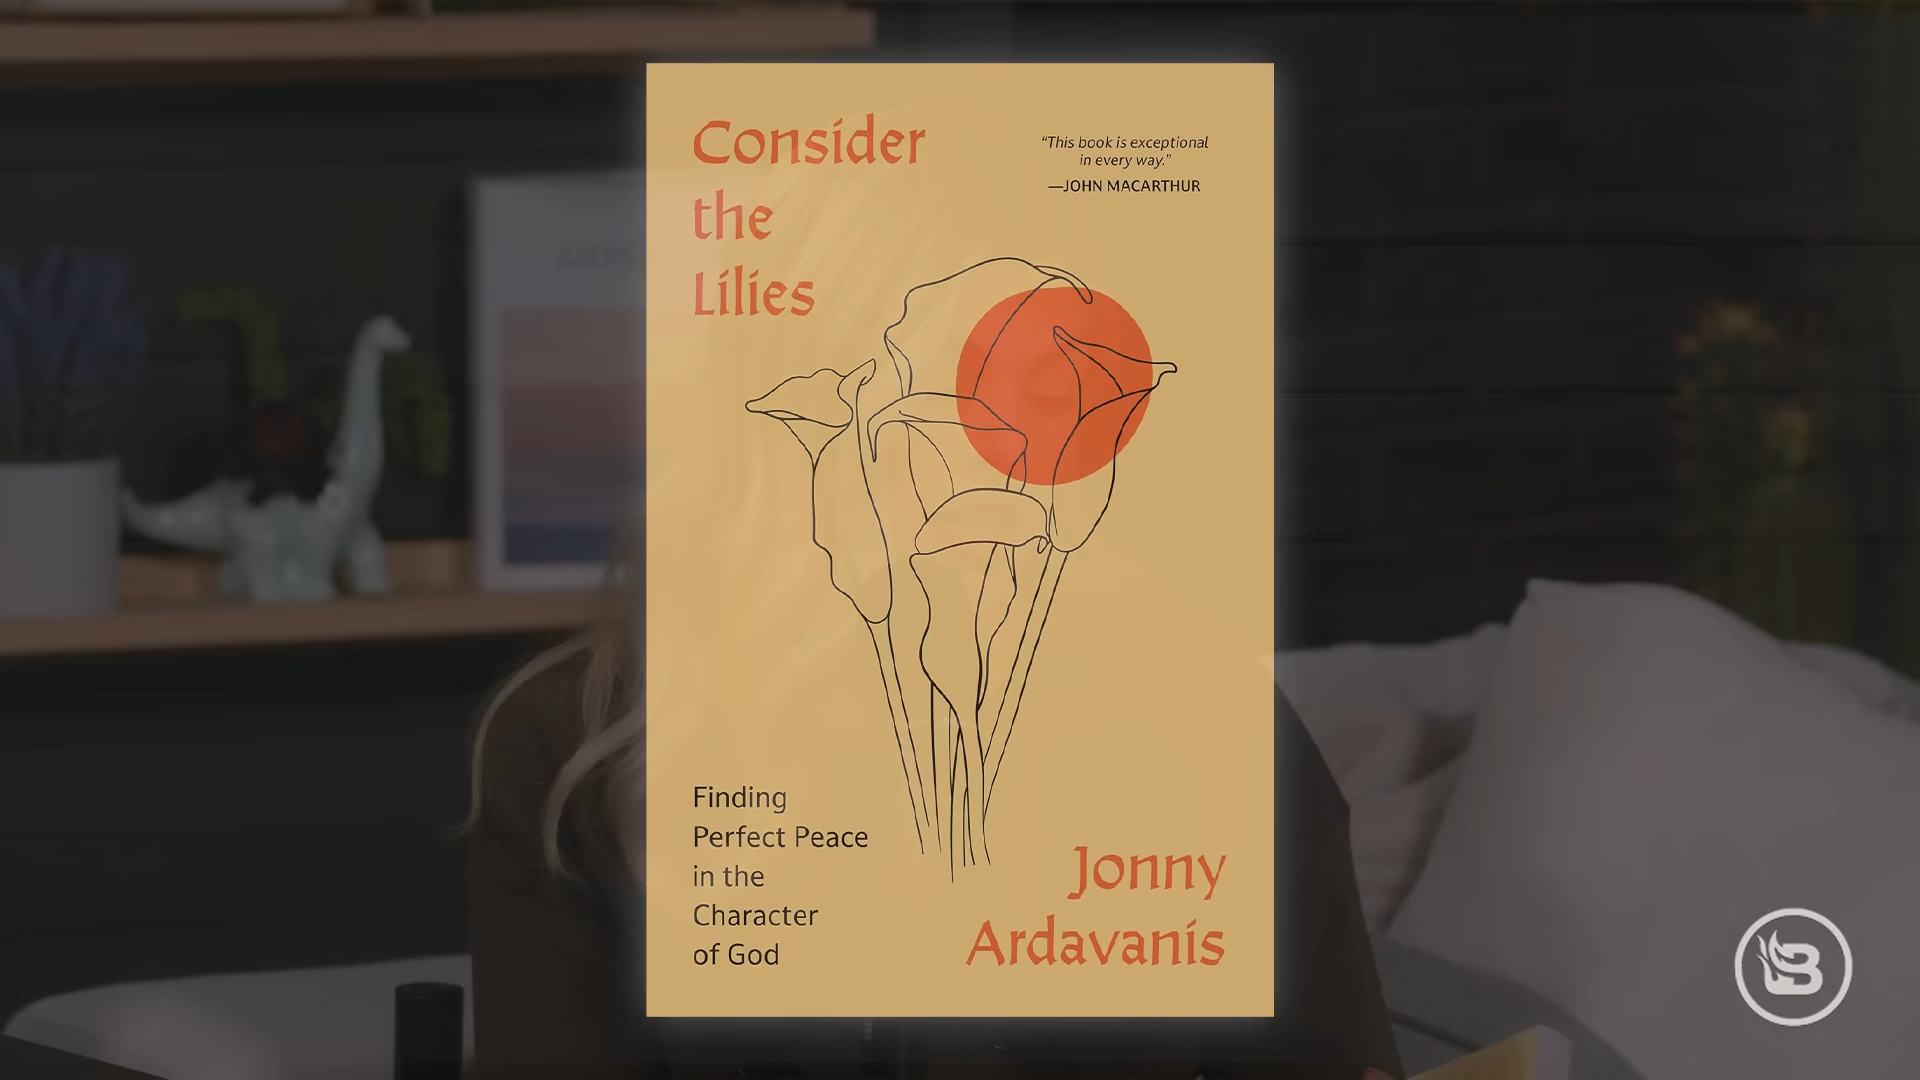 Consider
the
Lilies
“This book is exceptional
in every way.”
—JOHN MACARTHUR
Finding
Perfect Peace
in the
Character
of God
Jonny
Ardavanis
B